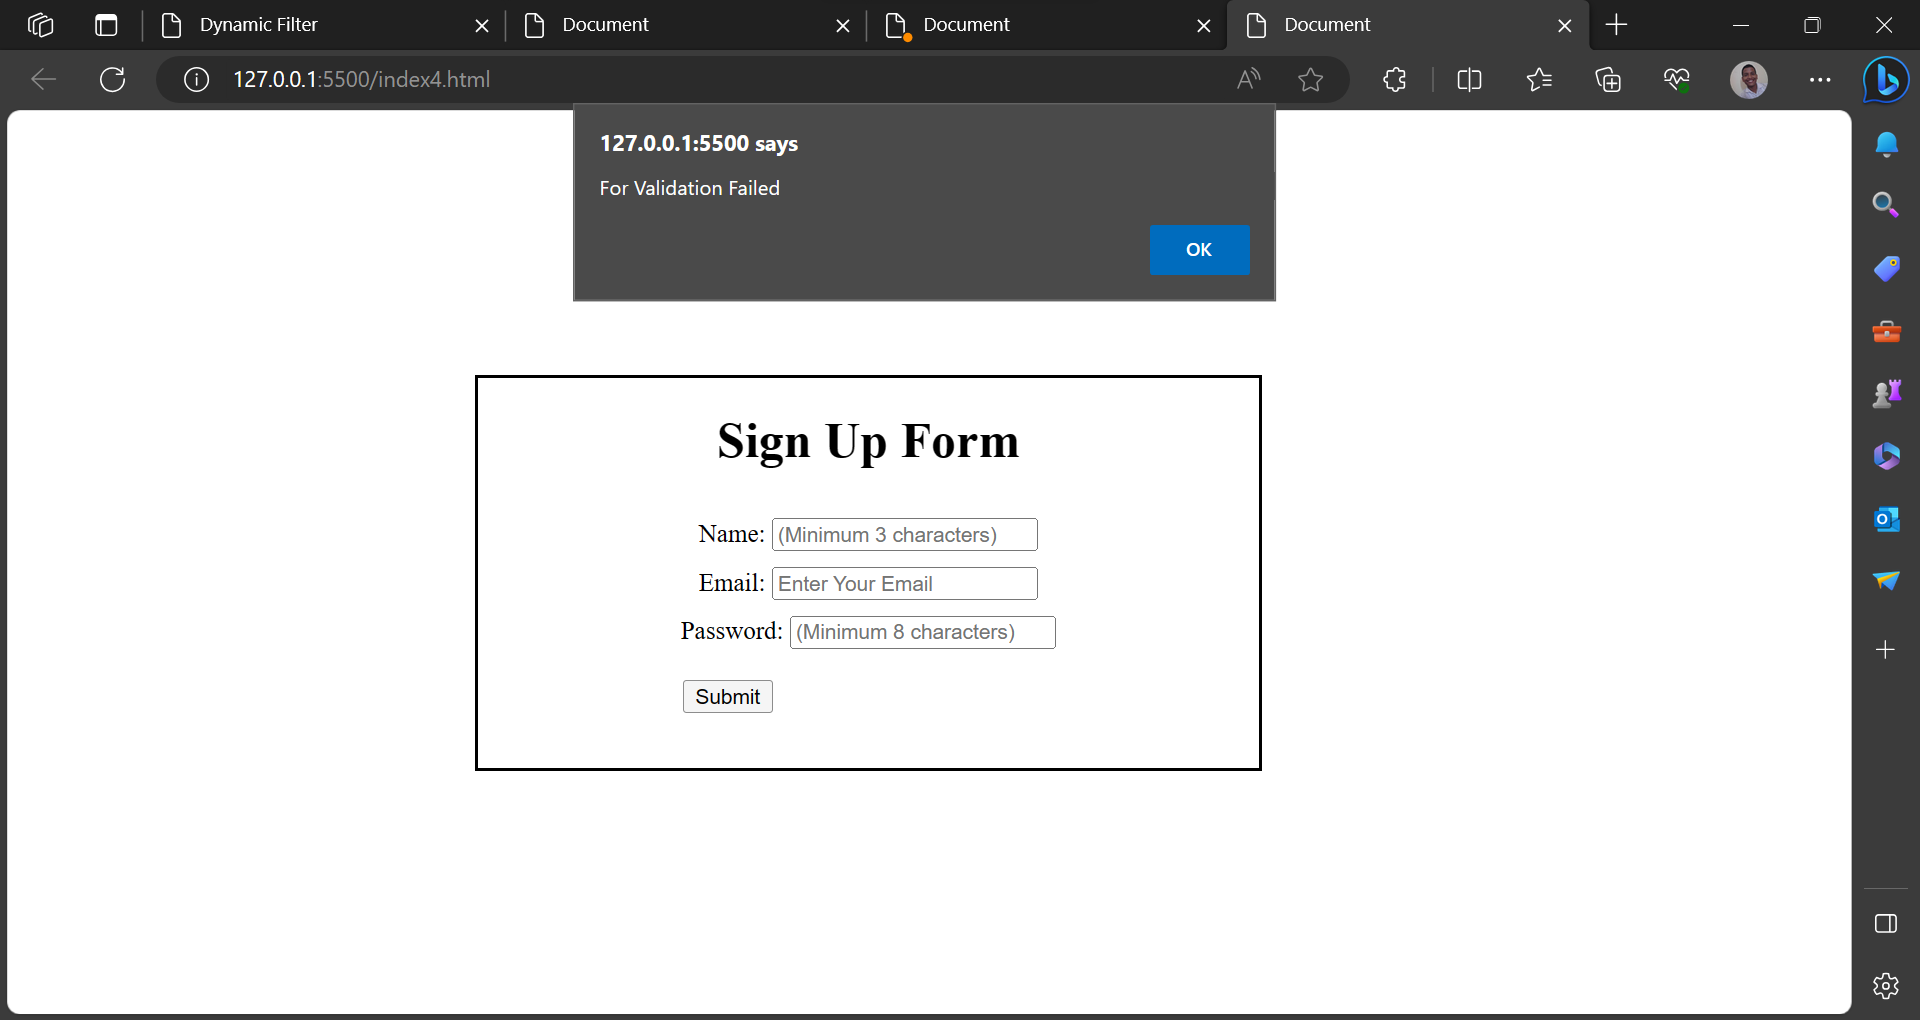 Dynamic Filter
Document
Document
Document
127.0.0.1:5500/index4.html
127.0.0.1:5500 says
For Validation Failed
OK
Sign Up Form
Name: (Minimum 3 characters)
Email: Enter Your Email
Password: (Minimum 8 characters)
Submit